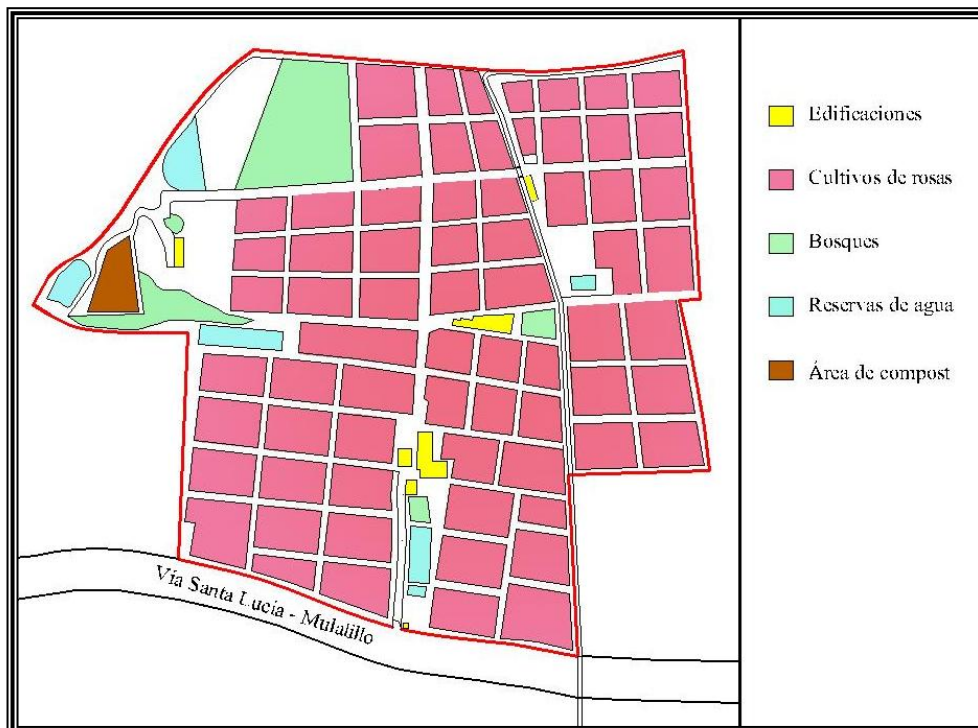 Edificaciones
Cultivos de rosas
Bosques
Reservas de agua
Área de compost
Vía Santa Lucía - Mulalillo